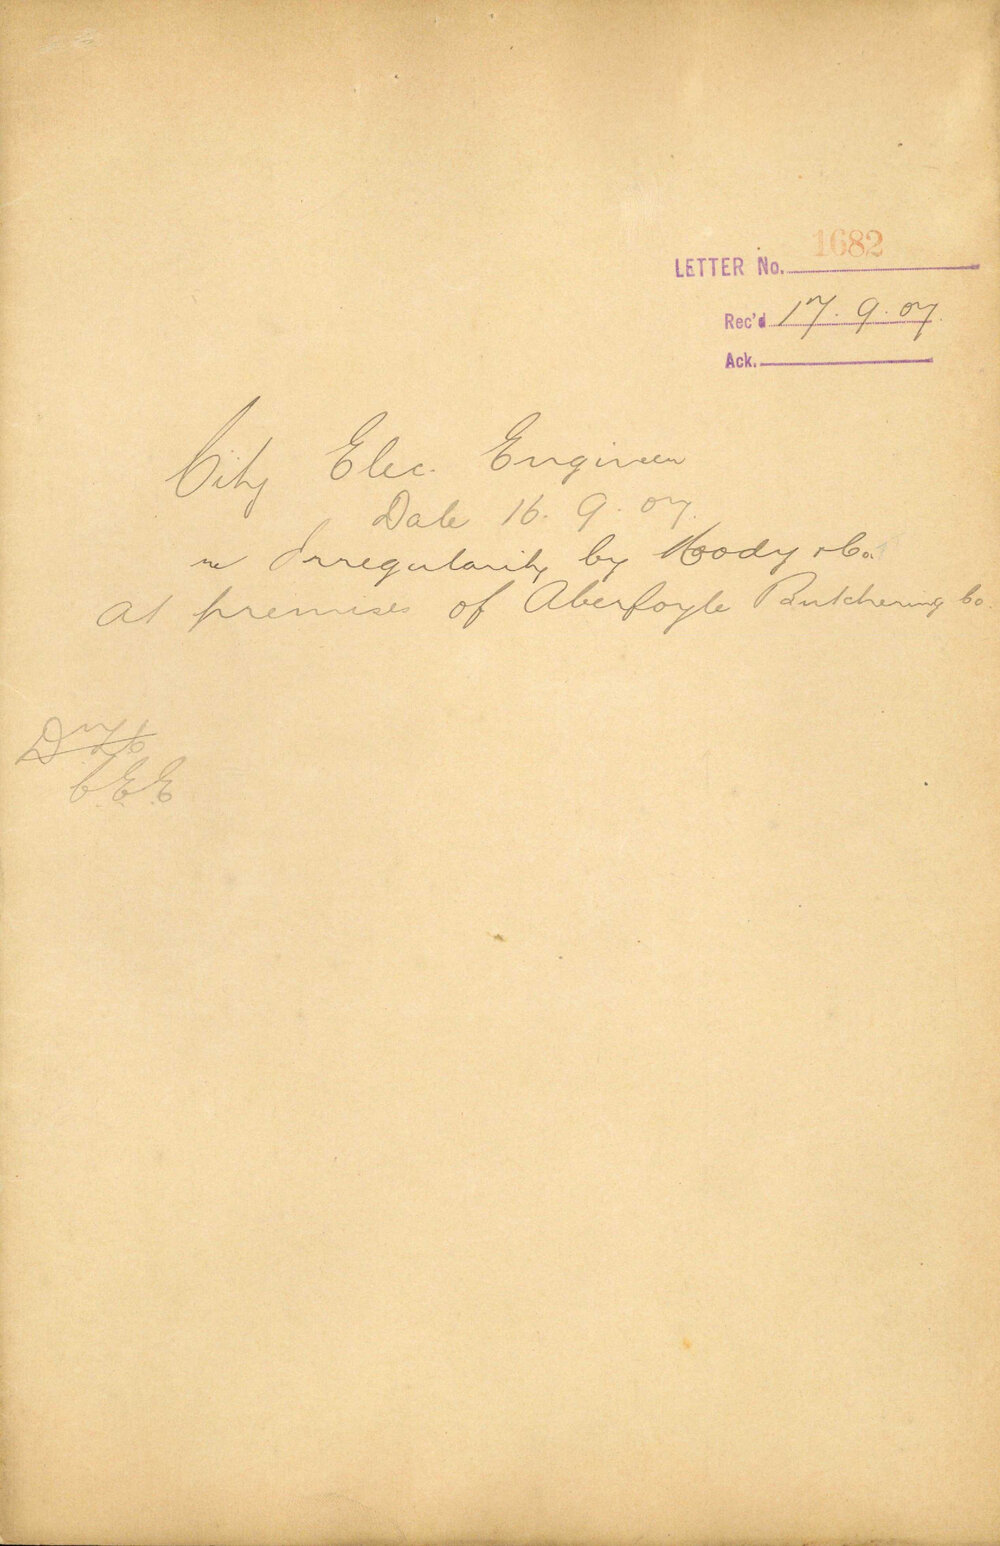 LETTER No. 1682
Rec'd 17. 9. 07.
Ack.
City Elec. Engineer
Date 16. 9. 07.
re Irregularity by Moody & Co.
at premises of Aberfoyle Butchering Co.
C.E.E